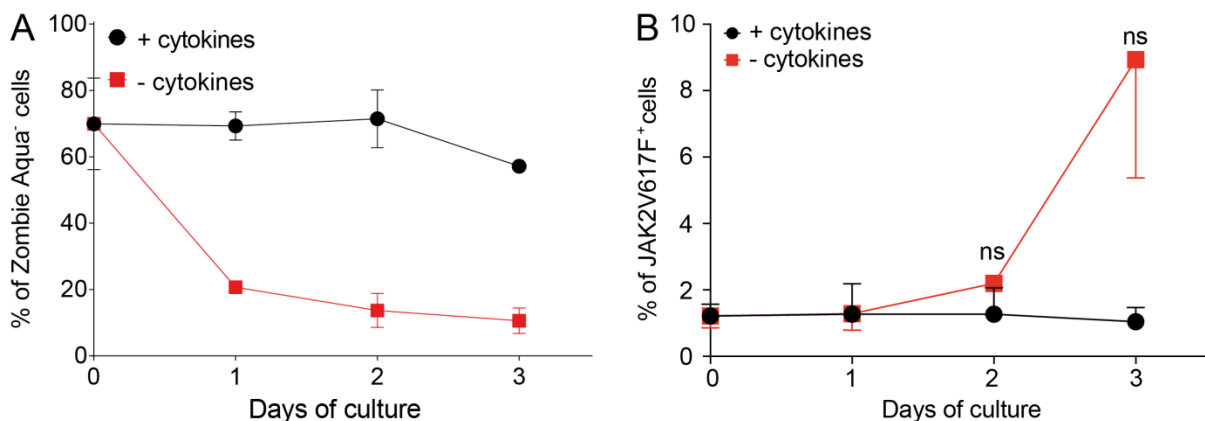 A
100
80
60
40
20
0
% of Zombie Aqua⁻ cells
+ cytokines
- cytokines
0 1 2 3
Days of culture
B
10
8
6
4
2
0
% of JAK2V617F⁺cells
+ cytokines
- cytokines
ns
ns
0 1 2 3
Days of culture